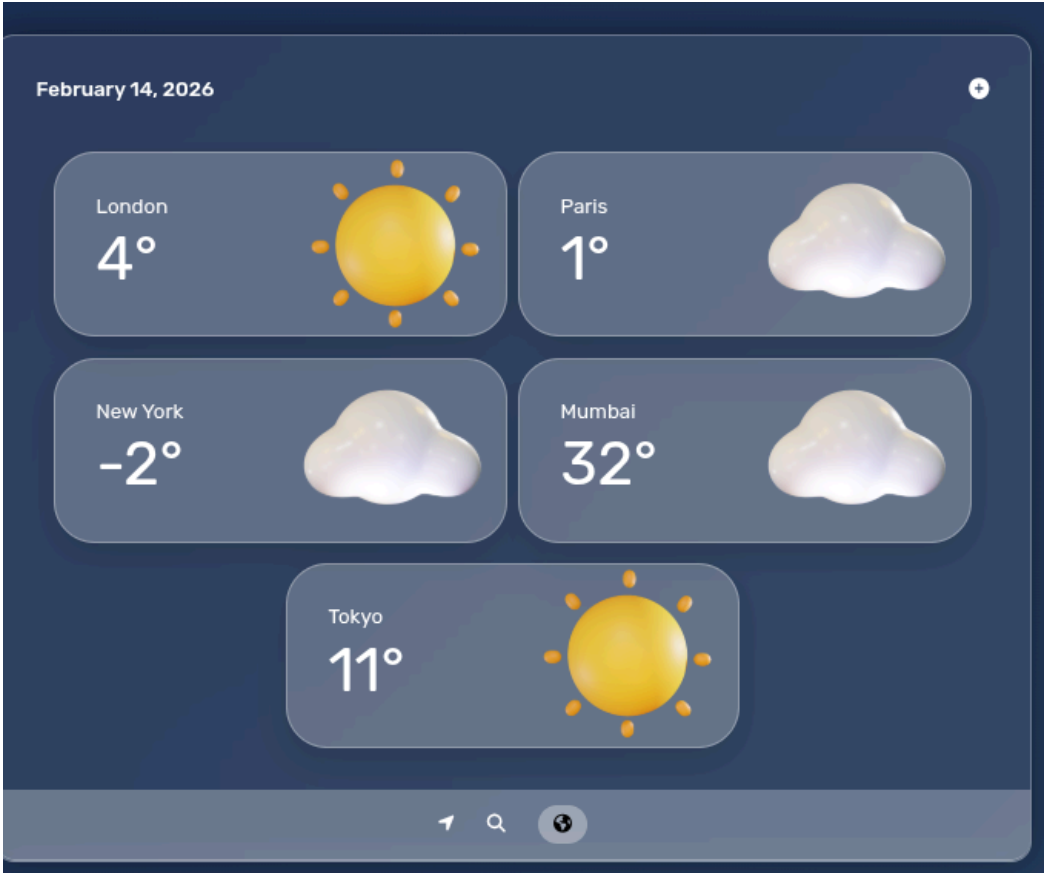 February 14, 2026
London
4°
Paris
1°
New York
-2°
Mumbai
32°
Tokyo
11°